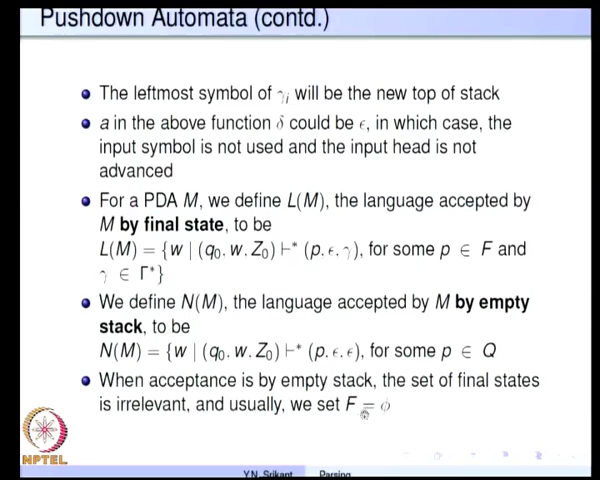 Pushdown Automata (contd.)
The leftmost symbol of γi will be the new top of stack
a in the above function δ could be ϵ, in which case, the
input symbol is not used and the input head is not
advanced
For a PDA M, we define L(M), the language accepted by
M by final state, to be
L(M) = {w | (q0, w, Z0) ⊢* (p, ϵ, γ), for some p ∈ F and
γ ∈ Γ*}
We define N(M), the language accepted by M by empty
stack, to be
N(M) = {w | (q0, w, Z0) ⊢* (p, ϵ, ϵ), for some p ∈ Q
When acceptance is by empty stack, the set of final states
is irrelevant, and usually, we set F = ϕ
NPTEL
Y.N. Srikant Parsing